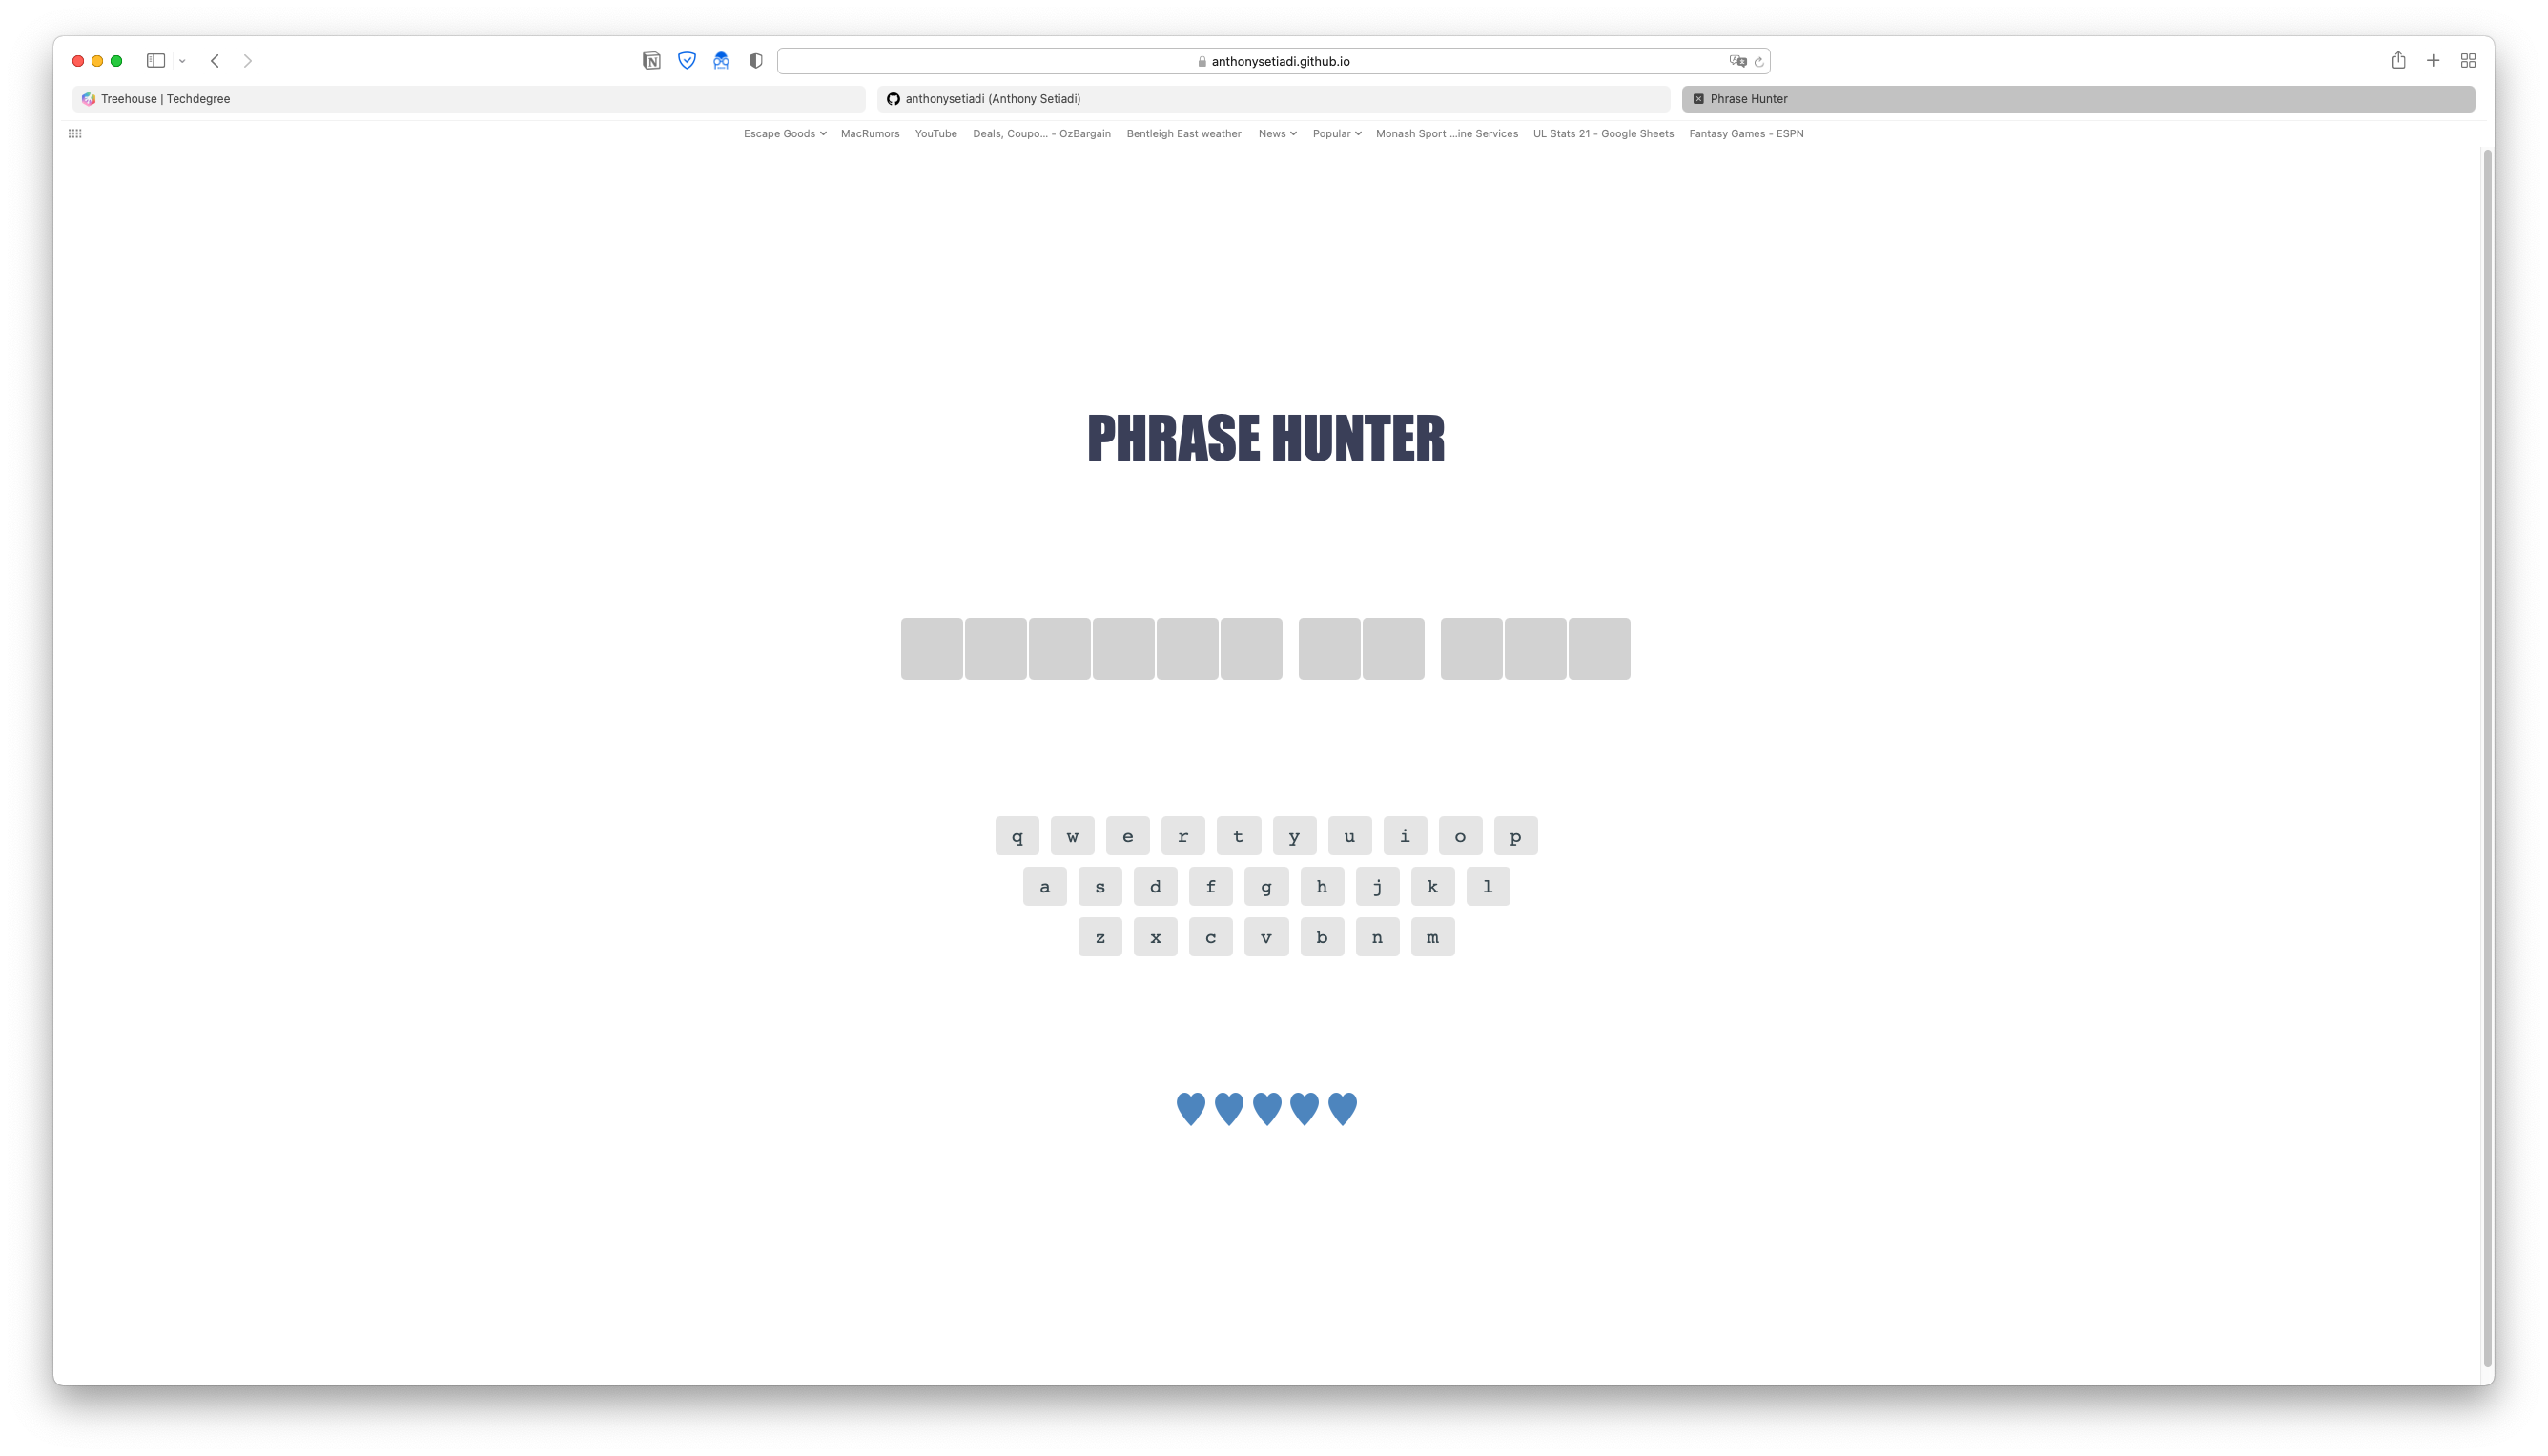 anthonysetiadi.github.io
Treehouse | Techdegree
anthonysetiadi (Anthony Setiadi)
Phrase Hunter
Escape Goods MacRumors YouTube Deals, Coupo... - OzBargain Bentleigh East weather News Popular Monash Sport ...ine Services UL Stats 21 - Google Sheets Fantasy Games - ESPN
PHRASE HUNTER
q w e r t y u i o p
a s d f g h j k l
z x c v b n m